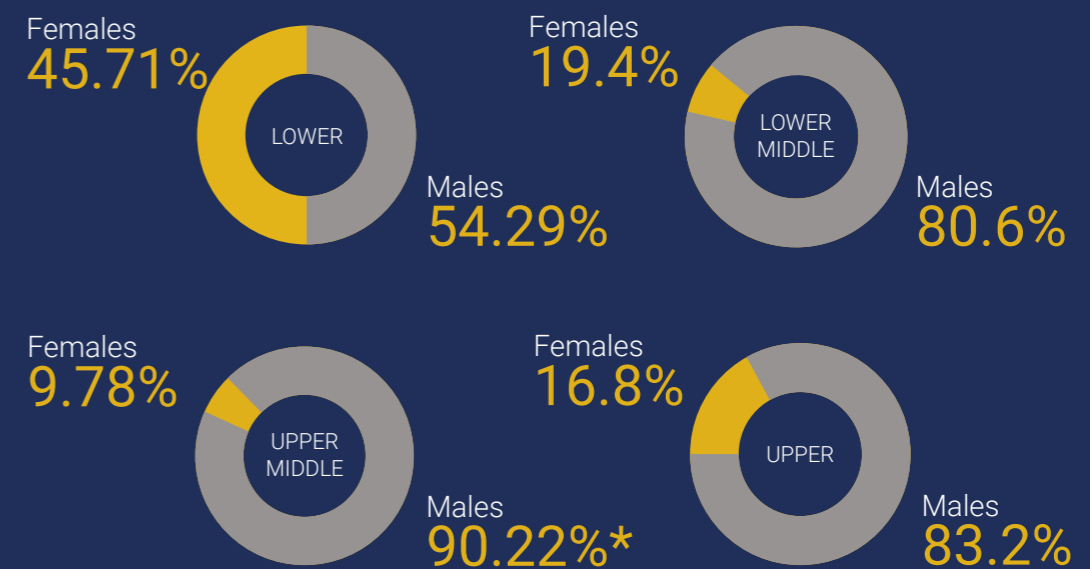 Females
45.71%
LOWER
Males
54.29%
Females
19.4%
LOWER
MIDDLE
Males
80.6%
Females
9.78%
UPPER
MIDDLE
Males
90.22%*
Females
16.8%
UPPER
Males
83.2%